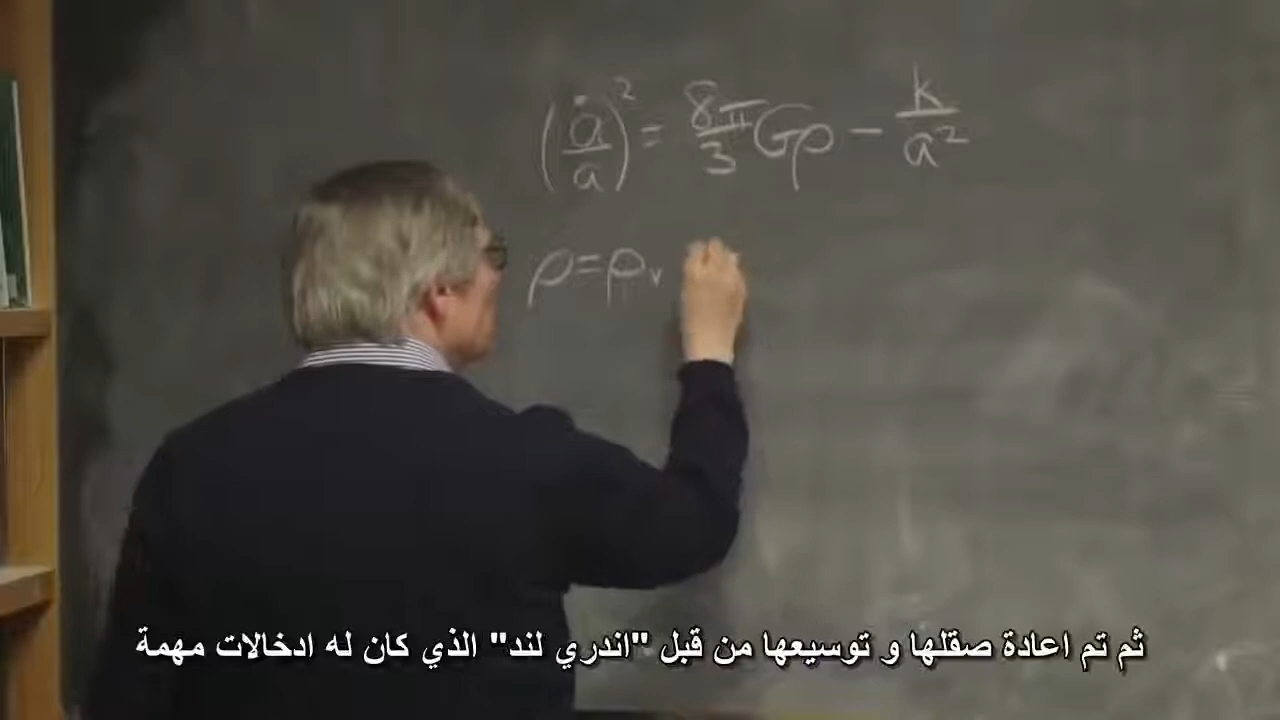 (ȧ/a)² = 8π/3 Gρ − k/a²
ρ=ρᵥ
ثم تم اعادة صقلها و توسيعها من قبل "اندري لند" الذي كان له ادخالات مهمة